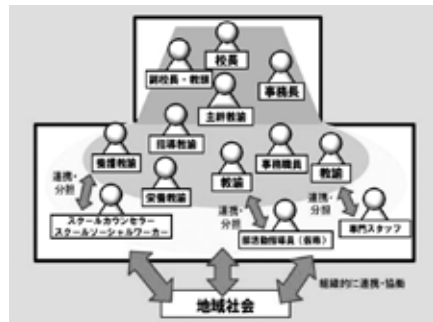 校長
副校長・教頭
事務長
主幹教諭
指導教諭
養護教諭
事務職員
教諭
教諭
栄養教諭
連携・
分担
スクールカウンセラー
スクールソーシャルワーカー
連携・
分担
部活動指導員（仮称）
連携・
分担
専門スタッフ
組織的に連携・協働
地域社会